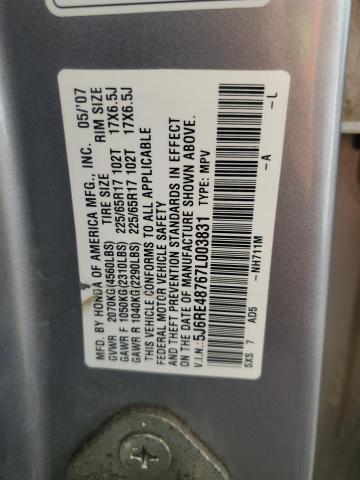 MFD. BY HONDA OF AMERICA MFG., INC. 05/'07
TIRE SIZE RIM SIZE
GVWR 2070KG(4560LBS)
GAWR F 1050KG(2310LBS) 225/65R17 102T 17X6.5J
GAWR R 1040KG(2290LBS) 225/65R17 102T 17X6.5J
THIS VEHICLE CONFORMS TO ALL APPLICABLE
FEDERAL MOTOR VEHICLE SAFETY
AND THEFT PREVENTION STANDARDS IN EFFECT
ON THE DATE OF MANUFACTURE SHOWN ABOVE.
V.I.N.: 5J6RE48767L003831 TYPE: MPV
SXS 7 AD5 -NH711M -A -L